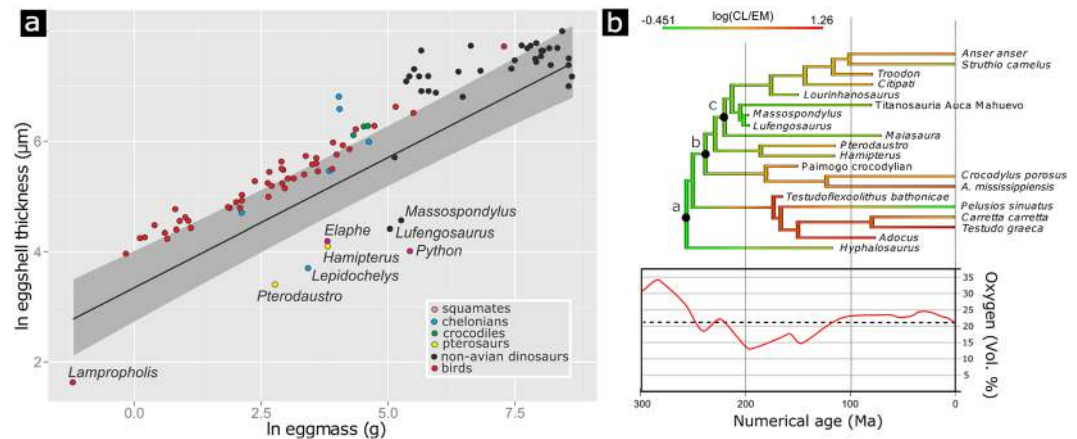 a
ln eggshell thickness (µm)
6
4
2
0.0
2.5
5.0
7.5
ln eggmass (g)
Massospondylus
Lufengosaurus
Elaphe
Python
Hamipterus
Lepidochelys
Pterodaustro
Lampropholis
squamates
chelonians
crocodiles
pterosaurs
non-avian dinosaurs
birds
b
log(CL/EM)
-0.451
1.26
Anser anser
Struthio camelus
Troodon
Citipati
Lourinhanosaurus
Titanosauria Auca Mahuevo
Massospondylus
Lufengosaurus
Maiasaura
Pterodaustro
Hamipterus
Paimogo crocodylian
Crocodylus porosus
A. mississippiensis
Testudoflexoolithus bathonicae
Pelusios sinuatus
Carretta carretta
Testudo graeca
Adocus
Hyphalosaurus
c
b
a
35
30
25
20
15
10
5
0
Oxygen (Vol. %)
300
200
100
0
Numerical age (Ma)